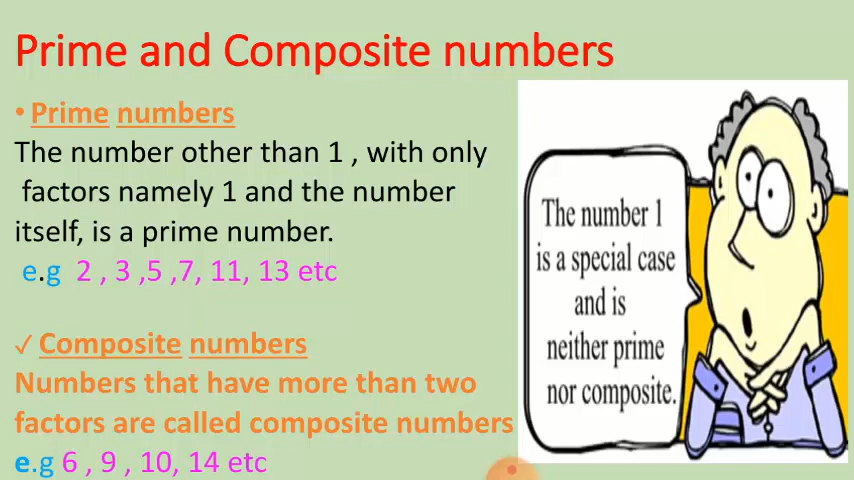 Prime and Composite numbers
• Prime numbers
The number other than 1 , with only
factors namely 1 and the number
itself, is a prime number.
e.g 2 , 3 ,5 ,7, 11, 13 etc
✓ Composite numbers
Numbers that have more than two
factors are called composite numbers
e.g 6 , 9 , 10, 14 etc
The number 1
is a special case
and is
neither prime
nor composite.